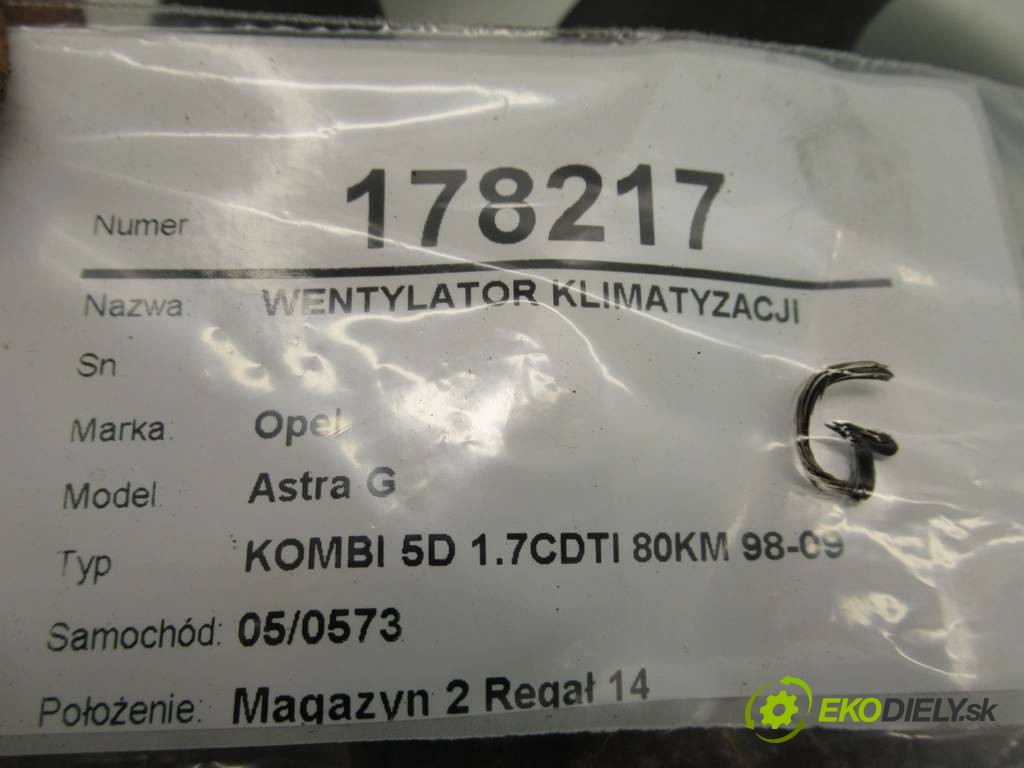 Numer 178217
Nazwa: WENTYLATOR KLIMATYZACJI
Sn
Marka: Opel
Model Astra G
G
Typ KOMBI 5D 1.7CDTI 80KM 98-09
Samochód: 05/0573
Położenie: Magazyn 2 Regał 14
EKODIELY.sk